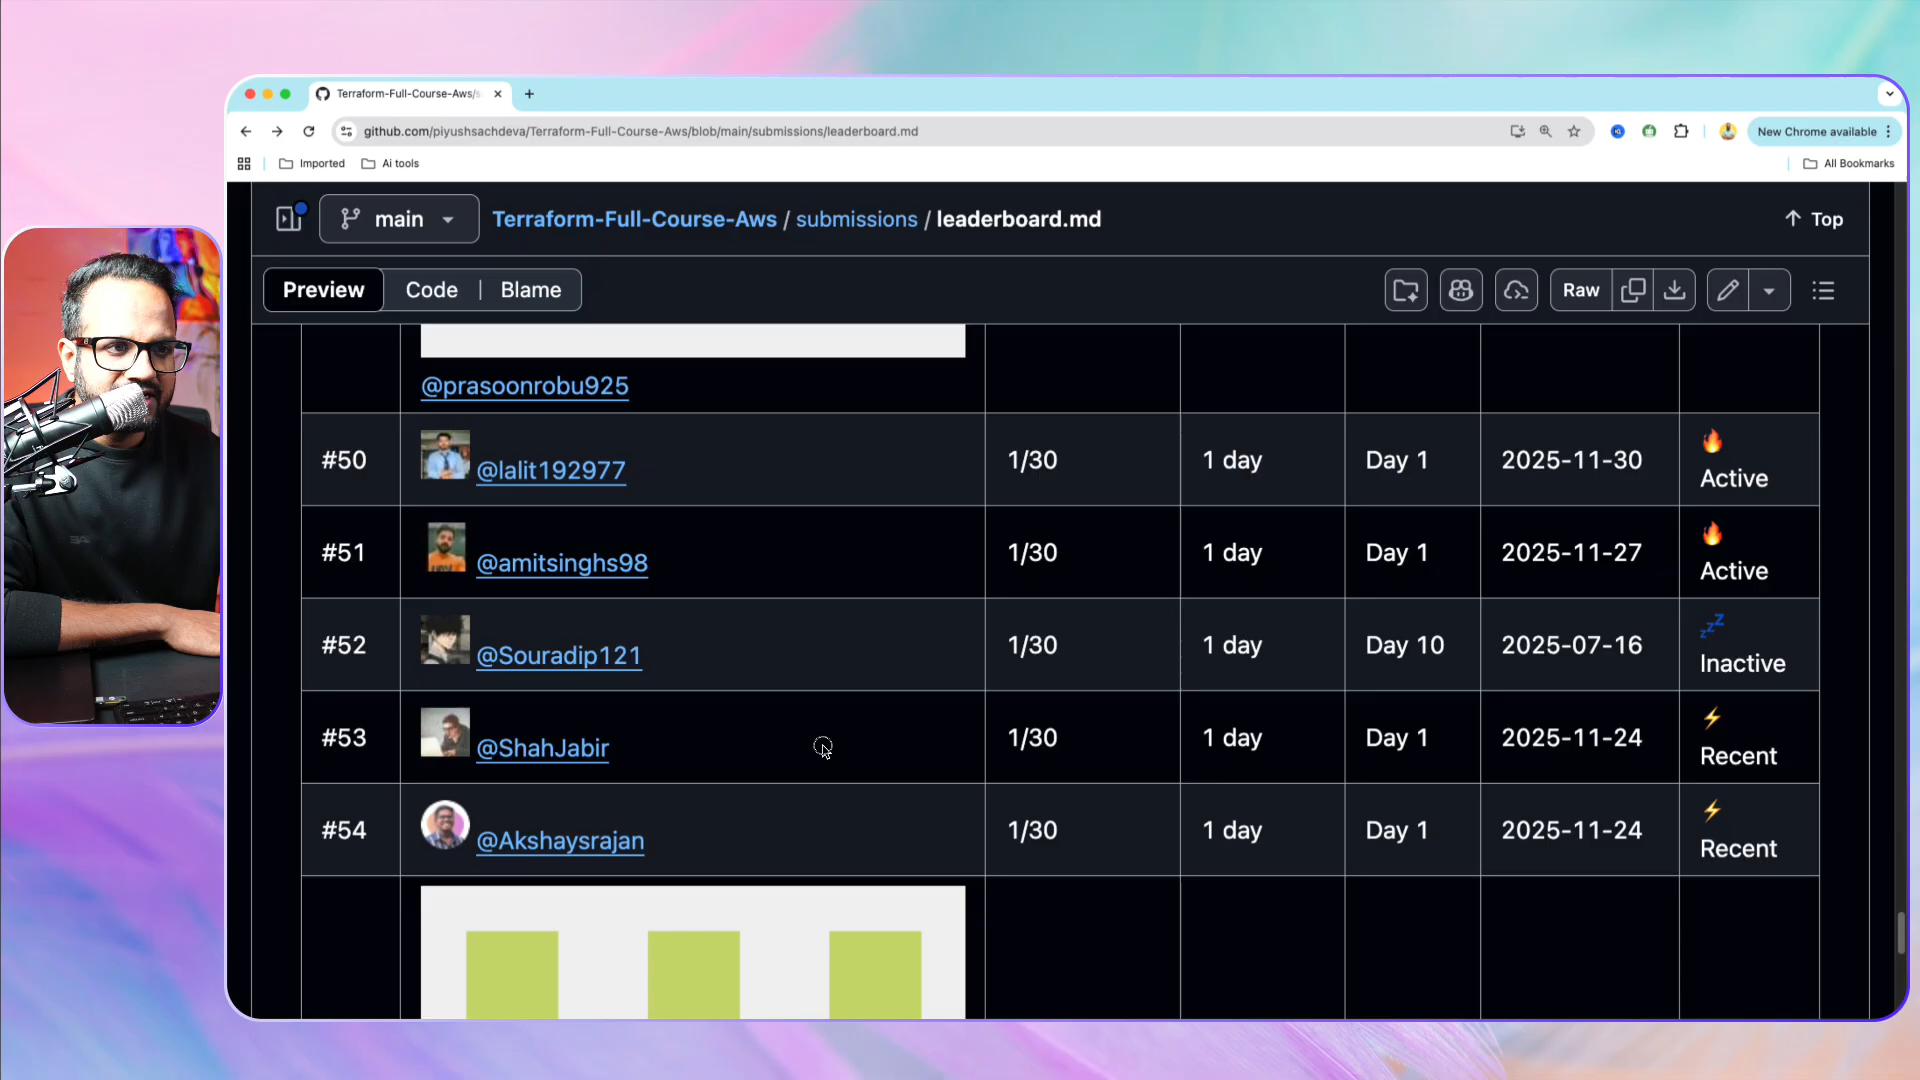 Terraform-Full-Course-Aws/s
github.com/piyushsachdeva/Terraform-Full-Course-Aws/blob/main/submissions/leaderboard.md
New Chrome available
Imported
Ai tools
All Bookmarks
main
Terraform-Full-Course-Aws / submissions / leaderboard.md
Top
Preview
Code
Blame
Raw
@prasoonrobu925
#50 @lalit192977 1/30 1 day Day 1 2025-11-30 🔥 Active
#51 @amitsinghs98 1/30 1 day Day 1 2025-11-27 🔥 Active
#52 @Souradip121 1/30 1 day Day 10 2025-07-16 💤 Inactive
#53 @ShahJabir 1/30 1 day Day 1 2025-11-24 ⚡ Recent
#54 @Akshaysrajan 1/30 1 day Day 1 2025-11-24 ⚡ Recent